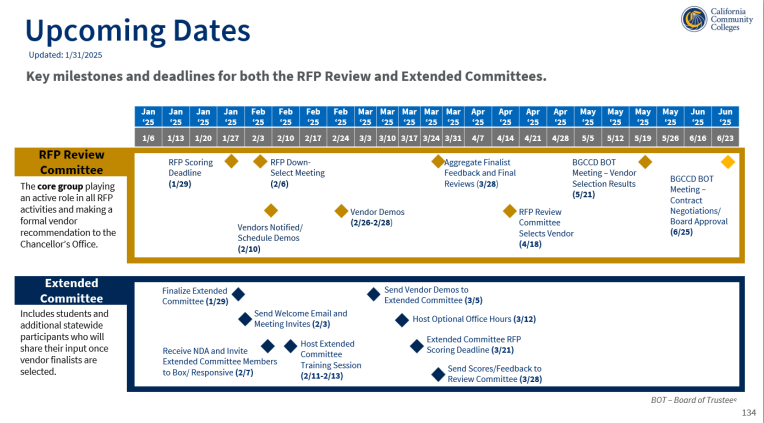 Upcoming Dates
California
Community
Colleges
Updated: 1/31/2025
Key milestones and deadlines for both the RFP Review and Extended Committees.
Jan Jan Jan Jan Feb Feb Feb Feb Mar Mar Mar Mar Mar Apr Apr Apr Apr May May May May Jun Jun
'25 '25 '25 '25 '25 '25 '25 '25 '25 '25 '25 '25 '25 '25 '25 '25 '25 '25 '25 '25 '25 '25 '25
1/6 1/13 1/20 1/27 2/3 2/10 2/17 2/24 3/3 3/10 3/17 3/24 3/31 4/7 4/14 4/21 4/28 5/5 5/12 5/19 5/26 6/16 6/23
RFP Review
Committee
The core group playing
an active role in all RFP
activities and making a
formal vendor
recommendation to the
Chancellor's Office.
RFP Scoring
Deadline
(1/29)
RFP Down-
Select Meeting
(2/6)
Vendors Notified/
Schedule Demos
(2/10)
Vendor Demos
(2/26-2/28)
Aggregate Finalist
Feedback and Final
Reviews (3/28)
RFP Review
Committee
Selects Vendor
(4/18)
BGCCD BOT
Meeting – Vendor
Selection Results
(5/21)
BGCCD BOT
Meeting –
Contract
Negotiations/
Board Approval
(6/25)
Extended
Committee
Includes students and
additional statewide
participants who will
share their input once
vendor finalists are
selected.
Finalize Extended
Committee (1/29)
Send Welcome Email and
Meeting Invites (2/3)
Receive NDA and Invite
Extended Committee Members
to Box/ Responsive (2/7)
Host Extended
Committee
Training Session
(2/11-2/13)
Send Vendor Demos to
Extended Committee (3/5)
Host Optional Office Hours (3/12)
Extended Committee RFP
Scoring Deadline (3/21)
Send Scores/Feedback to
Review Committee (3/28)
BOT – Board of Trustees
134